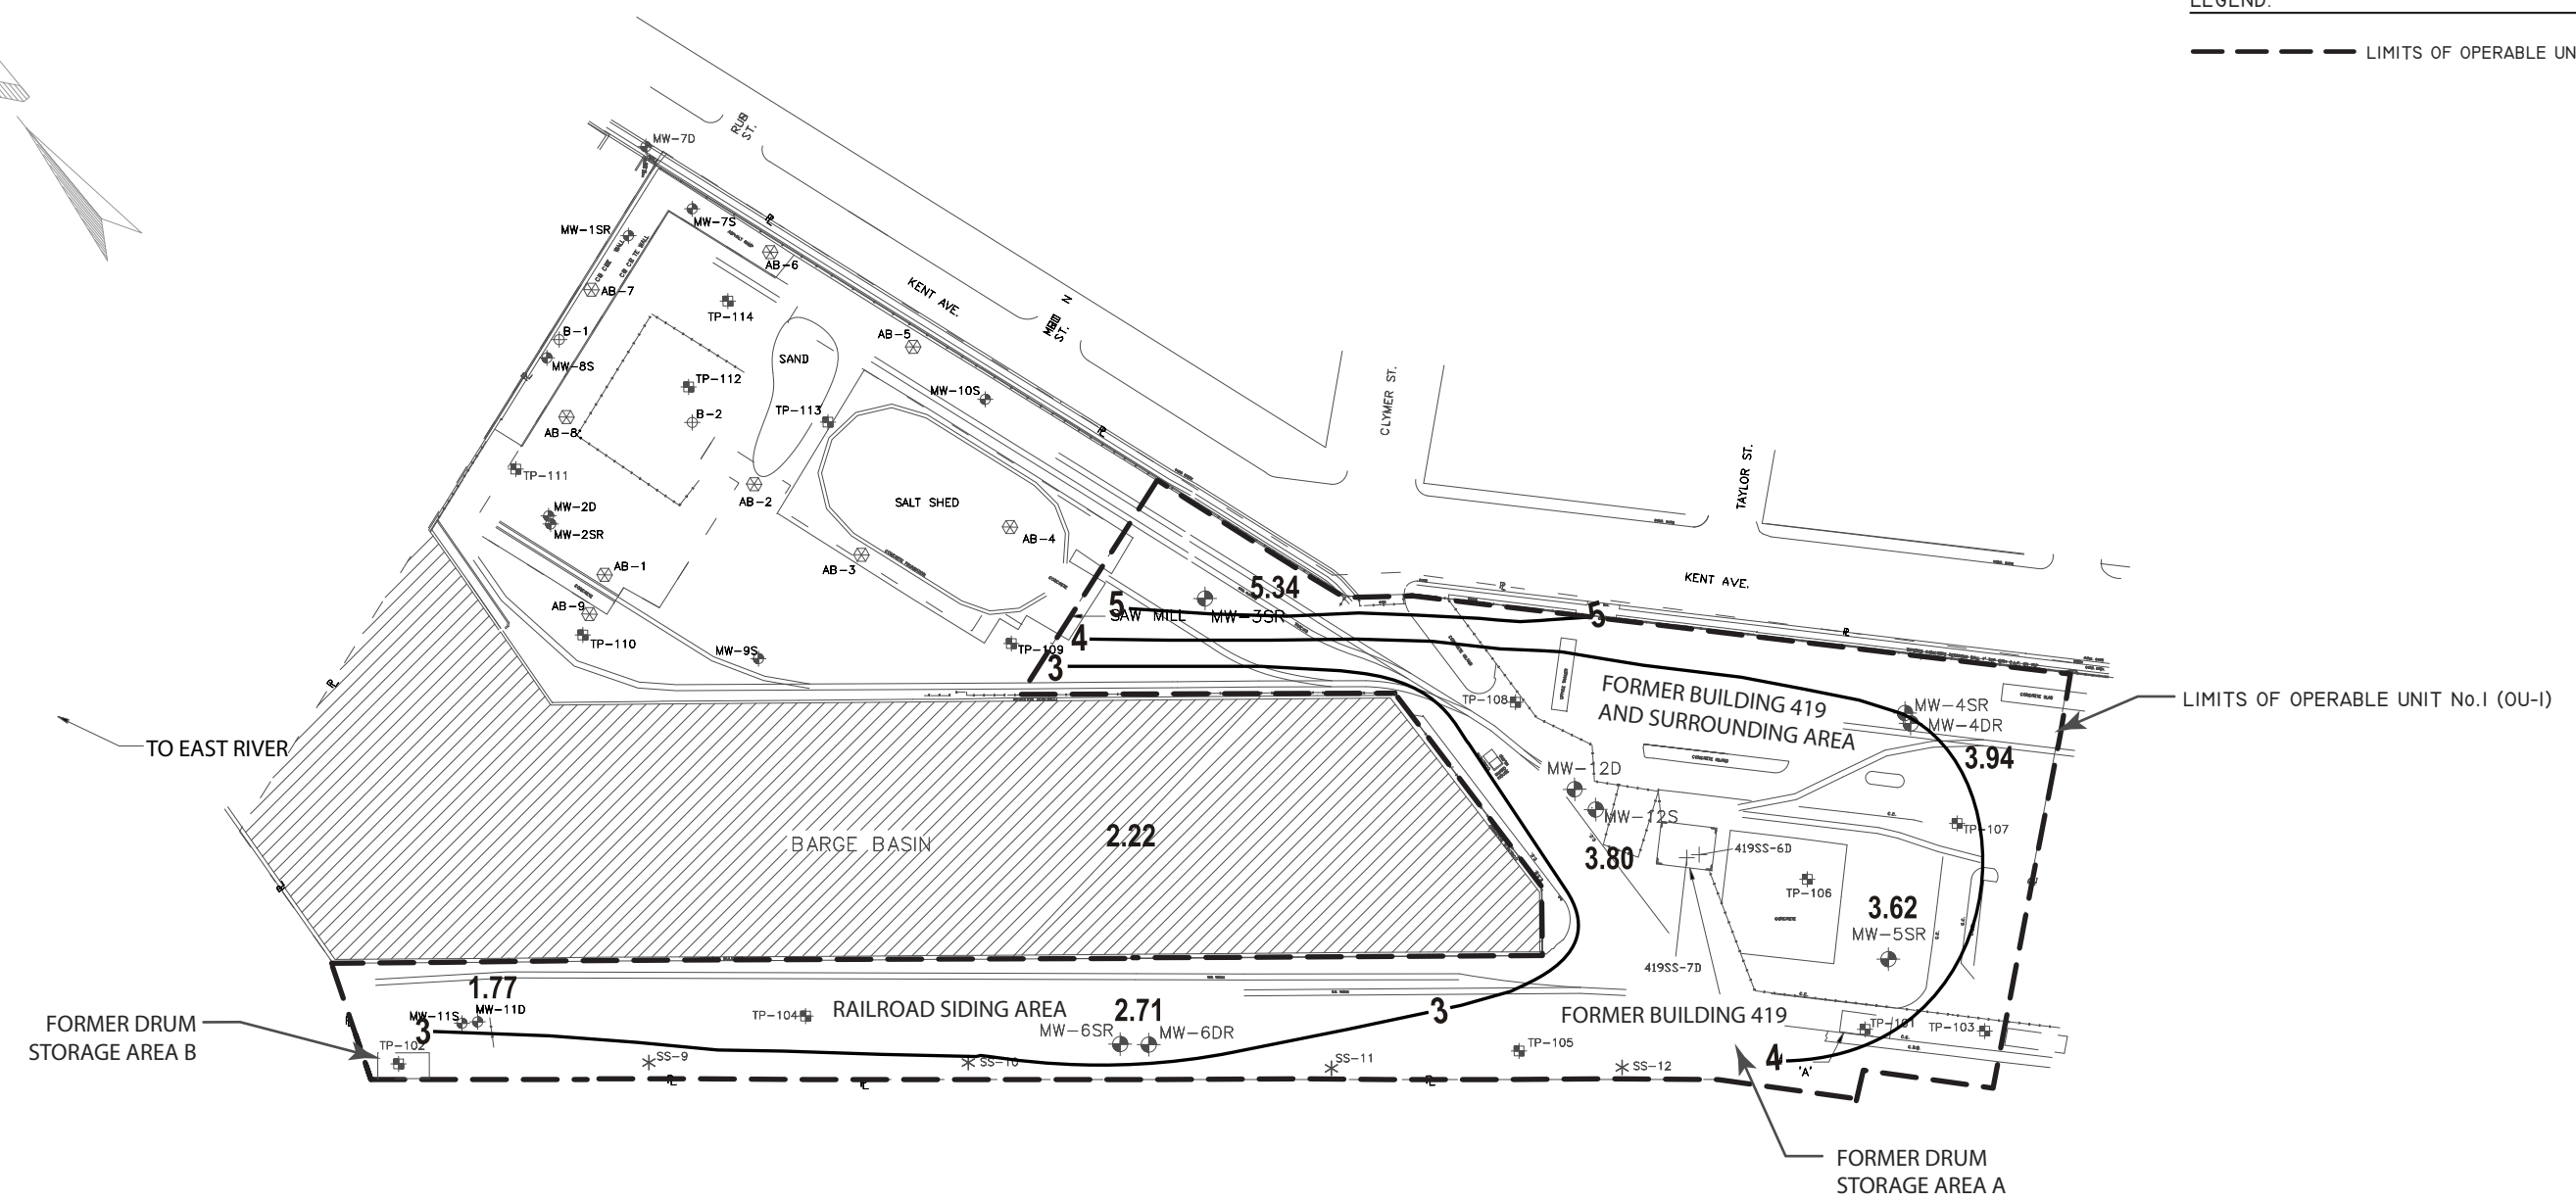 LEGEND:
LIMITS OF OPERABLE UN
MW-7D
ST.
MW-7S
MW-1SR
AB-6
AB-7
TP-114
KENT AVE.
ST.
B-1
AB-5
SAND
MW-8S
TP-112
MW-10S
CLYMER ST.
B-2
TP-113
AB-8
TAYLOR ST.
TP-111
AB-2
SALT SHED
MW-2D
MW-2SR
AB-4
AB-3
AB-1
KENT AVE.
5.34
AB-9
5
SAW MILL
MW-3SR
5
TP-110
4
TP-109
MW-9S
3
FORMER BUILDING 419
AND SURROUNDING AREA
TP-108
MW-4SR
MW-4DR
LIMITS OF OPERABLE UNIT No.1 (OU-1)
TO EAST RIVER
3.94
MW-12D
MW-12S
TP-107
BARGE BASIN
2.22
3.80
419SS-6D
TP-106
CONCRETE
3.62
MW-5SR
419SS-7D
1.77
MW-11S
MW-11D
TP-104
RAILROAD SIDING AREA
2.71
3
FORMER BUILDING 419
FORMER DRUM
STORAGE AREA B
3
MW-6SR
MW-6DR
TP-101
TP-103
TP-102
SS-9
SS-10
SS-11
TP-105
SS-12
4
'A'
FORMER DRUM
STORAGE AREA A